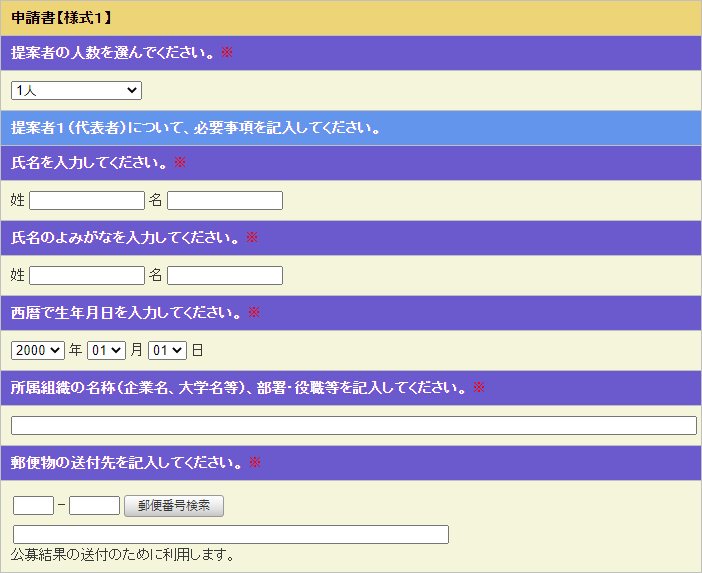 申請書【様式1】
提案者の人数を選んでください。 ※
1人
提案者1（代表者）について、必要事項を記入してください。
氏名を入力してください。 ※
姓 名
氏名のよみがなを入力してください。 ※
姓 名
西暦で生年月日を入力してください。 ※
2000 年 01 月 01 日
所属組織の名称（企業名、大学名等）、部署・役職等を記入してください。 ※
郵便物の送付先を記入してください。 ※
− 郵便番号検索
公募結果の送付のために利用します。